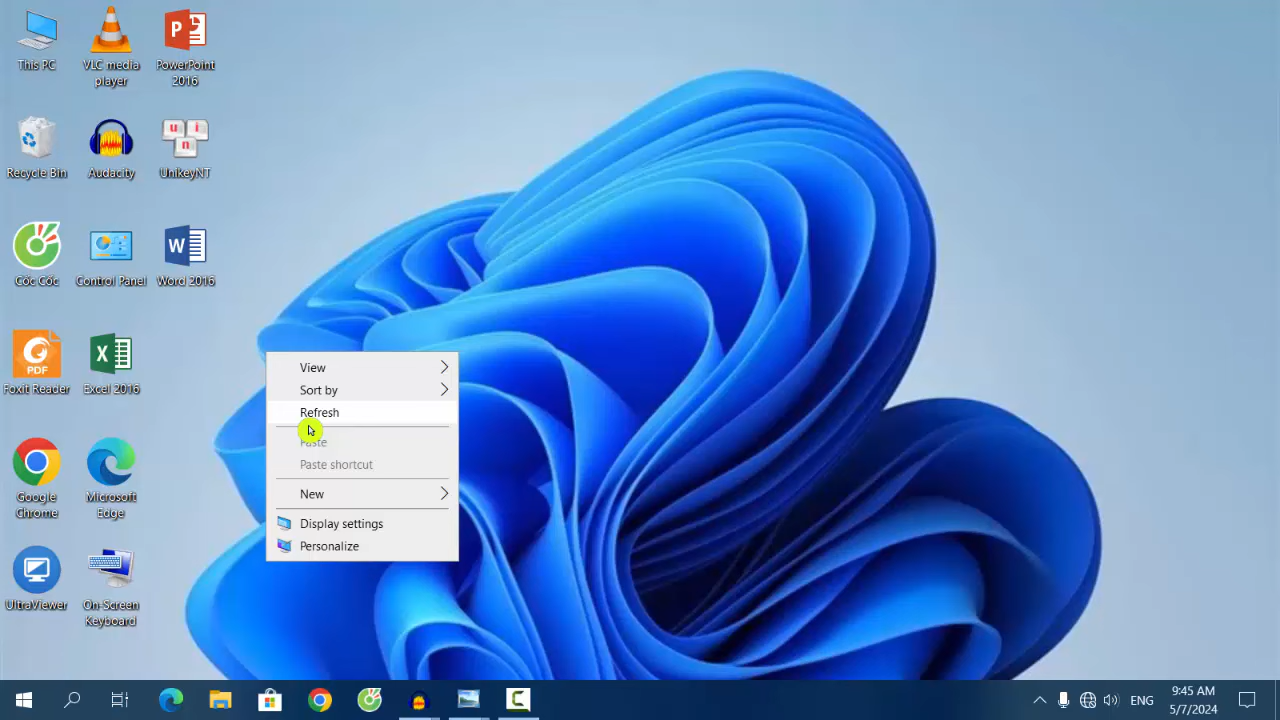 This PC
VLC media
player
PowerPoint
2016
Recycle Bin
Audacity
UnikeyNT
Cốc Cốc
Control Panel
Word 2016
Foxit Reader
Excel 2016
Google
Chrome
Microsoft
Edge
UltraViewer
On-Screen
Keyboard
View
Sort by
Refresh
Paste
Paste shortcut
New
Display settings
Personalize
ENG
9:45 AM
5/7/2024